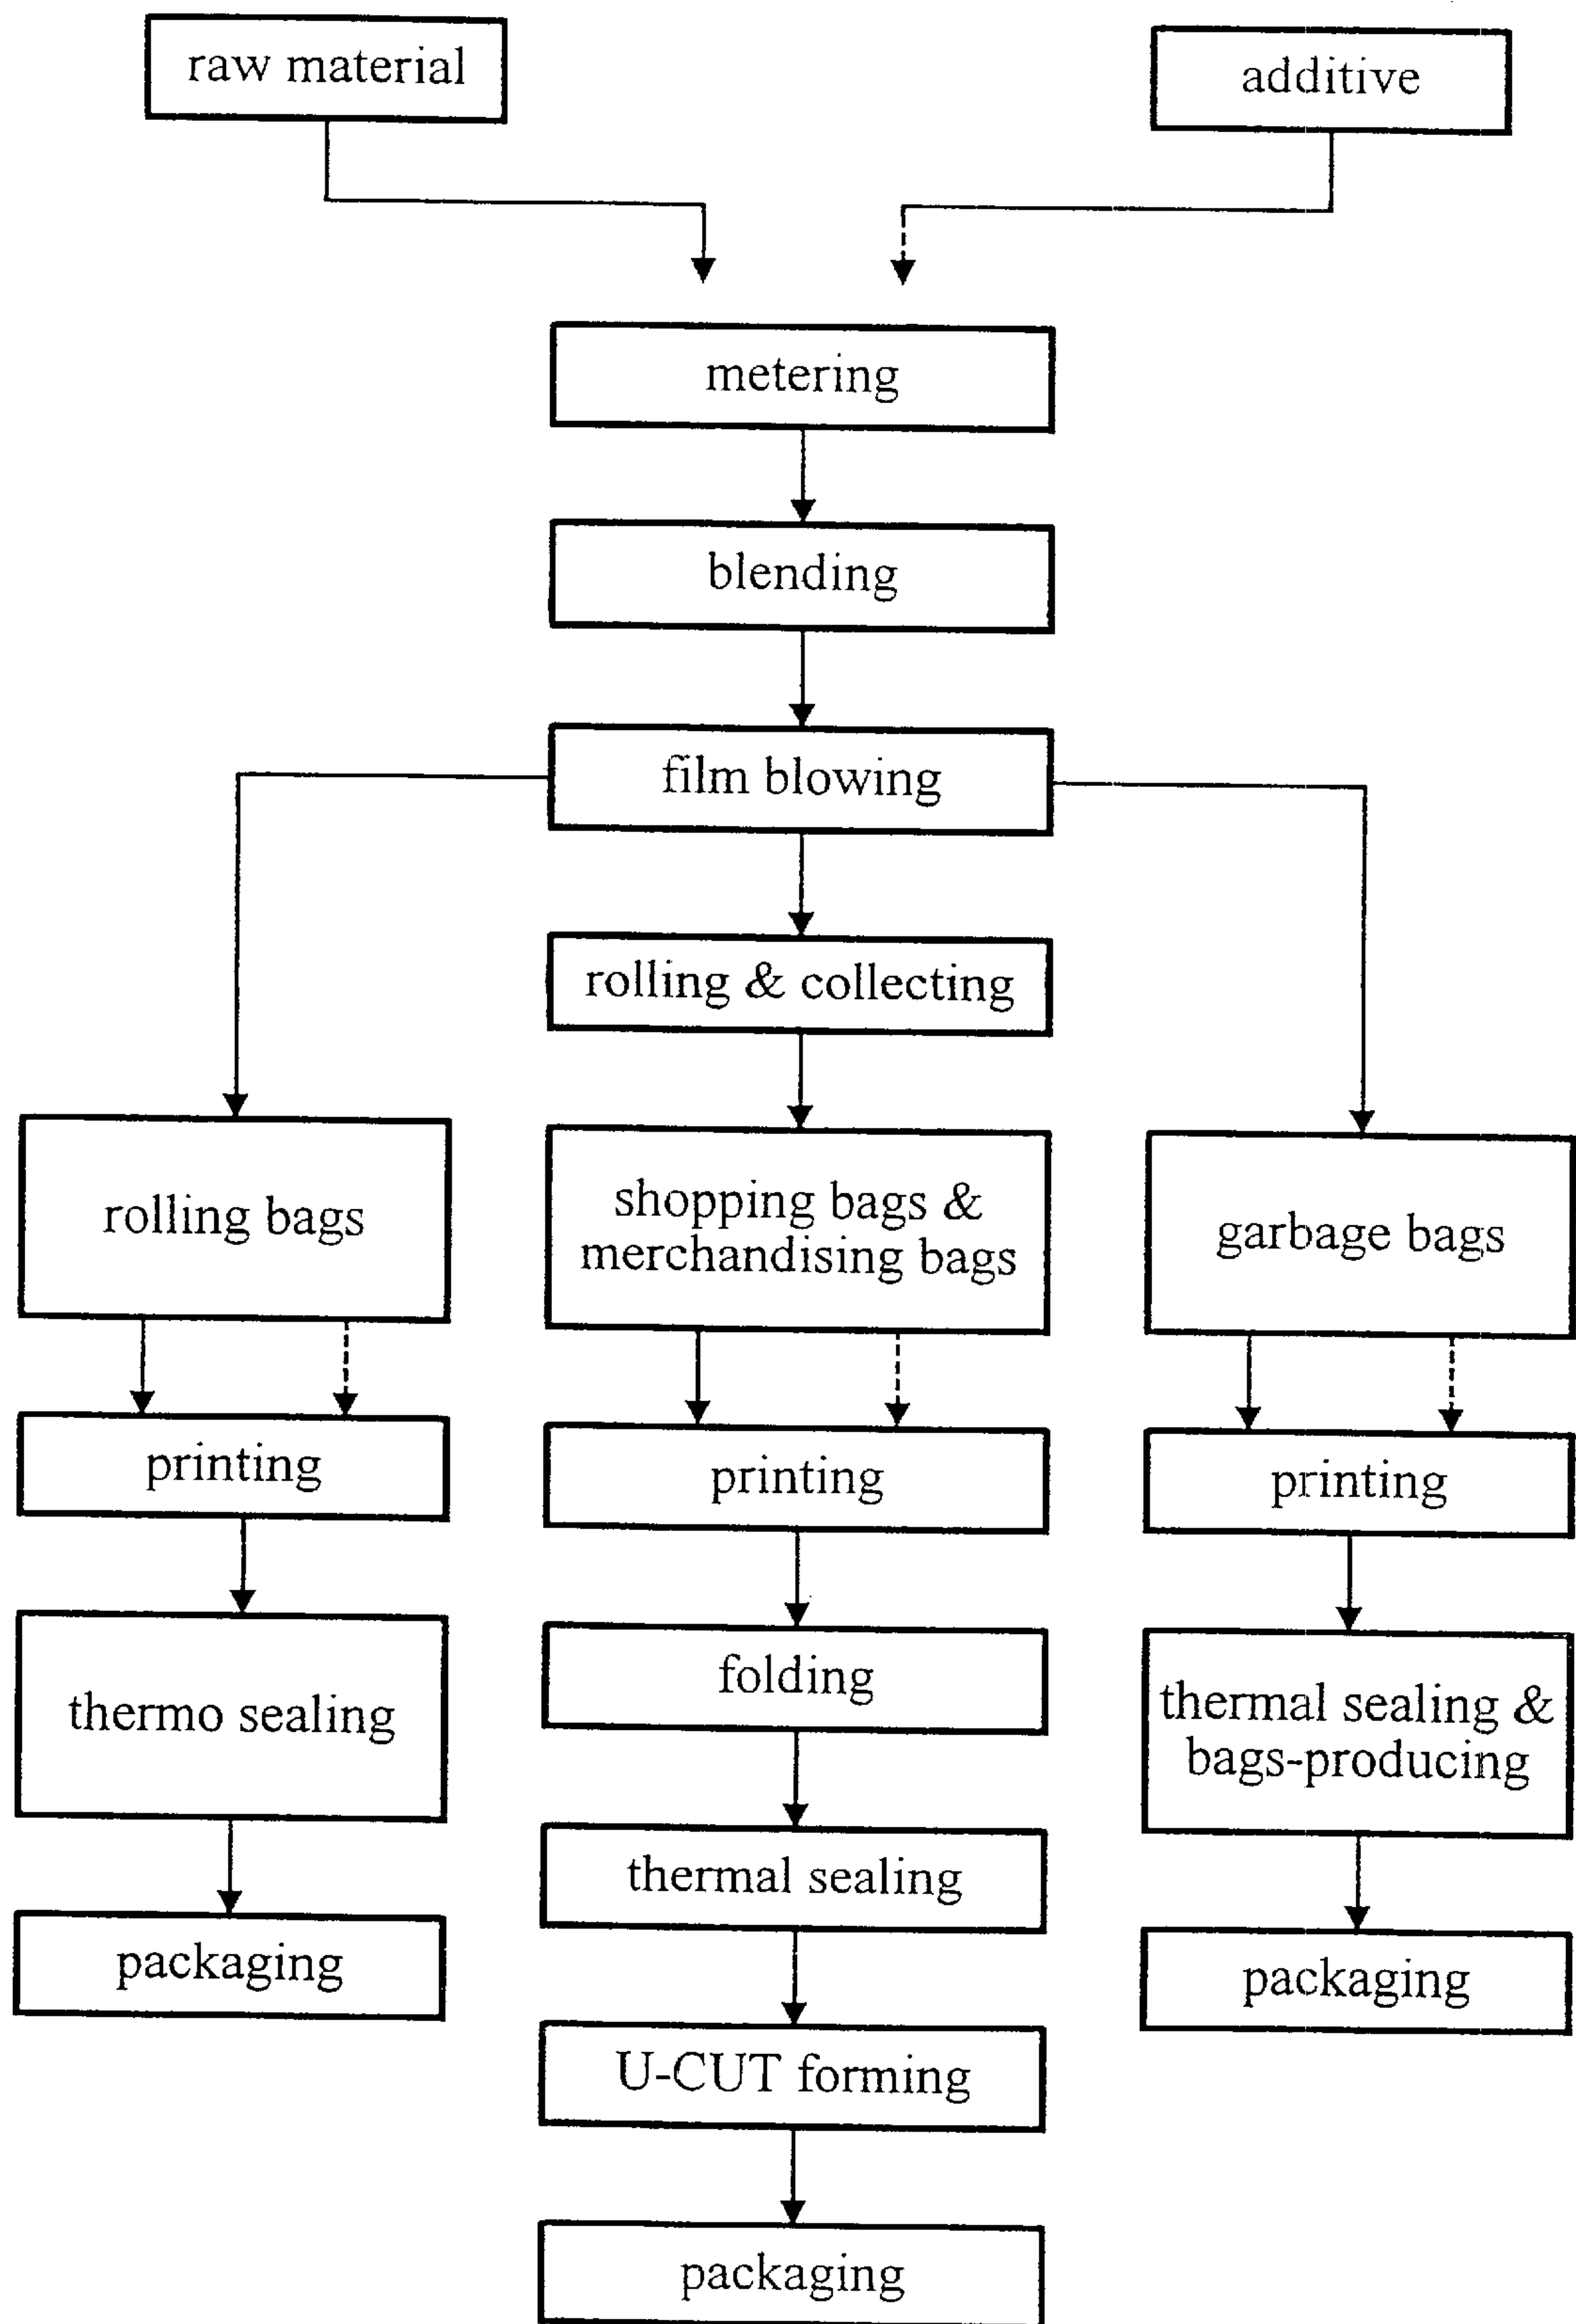 raw material
additive
metering
blending
film blowing
rolling & collecting
rolling bags
shopping bags &
merchandising bags
garbage bags
printing
printing
printing
thermo sealing
folding
thermal sealing &
bags-producing
thermal sealing
packaging
packaging
U-CUT forming
packaging